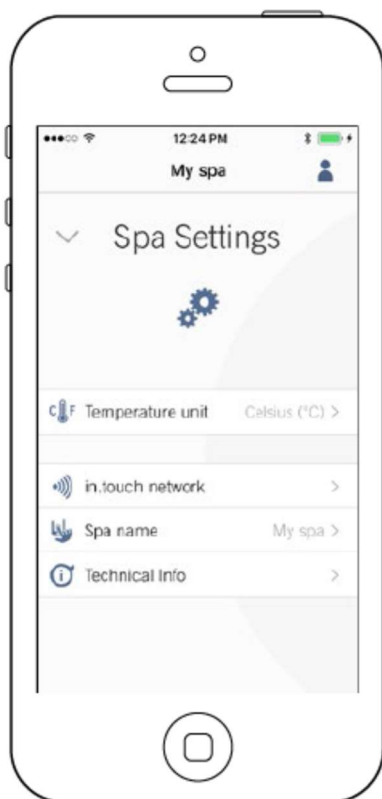 12:24 PM
My spa
Spa Settings
C F Temperature unit Celsius (°C) >
in.touch network >
Spa name My spa >
Technical Info >